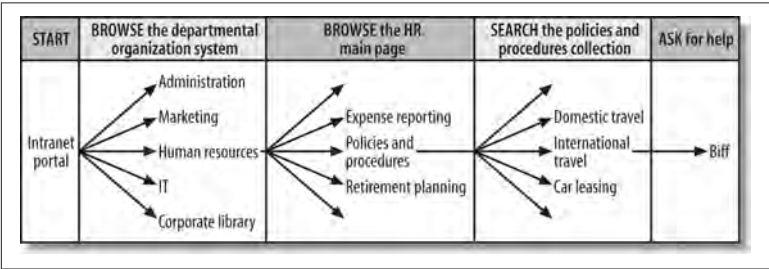 START
BROWSE the departmental
organization system
BROWSE the HR
main page
SEARCH the policies and
procedures collection
ASK for help
Intranet
portal
Administration
Marketing
Human resources
IT
Corporate library
Expense reporting
Policies and
procedures
Retirement planning
Domestic travel
International
travel
Car leasing
Biff